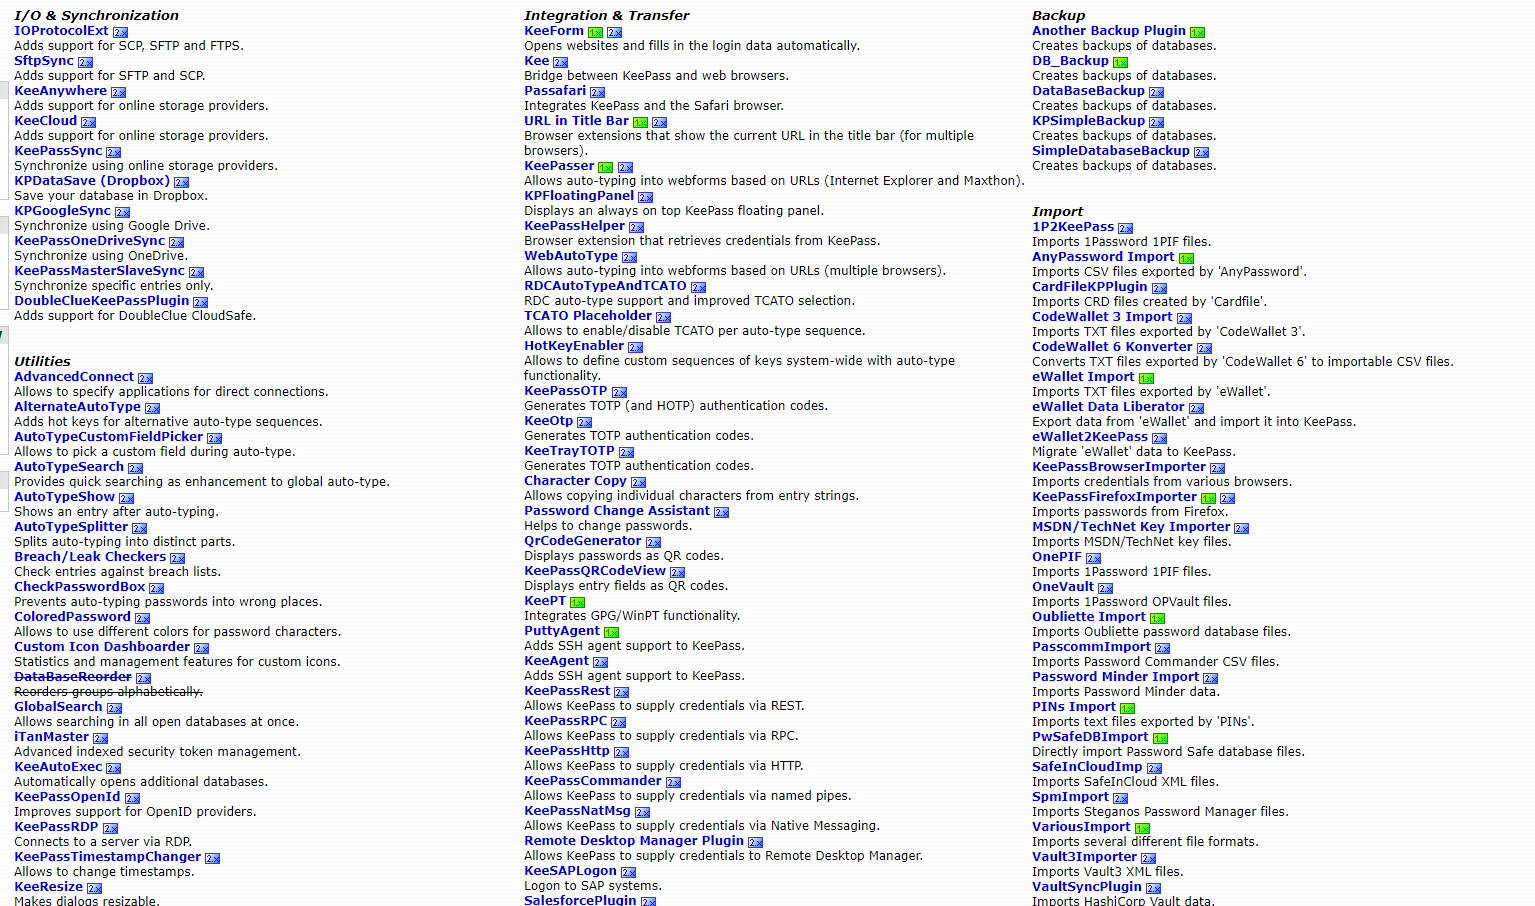 I/O & Synchronization
IOProtocolExt 2.x
Adds support for SCP, SFTP and FTPS.
SftpSync 2.x
Adds support for SFTP and SCP.
KeeAnywhere 2.x
Adds support for online storage providers.
KeeCloud 2.x
Adds support for online storage providers.
KeePassSync 2.x
Synchronize using online storage providers.
KPDataSave (Dropbox) 2.x
Save your database in Dropbox.
KPGoogleSync 2.x
Synchronize using Google Drive.
KeePassOneDriveSync 2.x
Synchronize using OneDrive.
KeePassMasterSlaveSync 2.x
Synchronize specific entries only.
DoubleClueKeePassPlugin 2.x
Adds support for DoubleClue CloudSafe.
Utilities
AdvancedConnect 2.x
Allows to specify applications for direct connections.
AlternateAutoType 2.x
Adds hot keys for alternative auto-type sequences.
AutoTypeCustomFieldPicker 2.x
Allows to pick a custom field during auto-type.
AutoTypeSearch 2.x
Provides quick searching as enhancement to global auto-type.
AutoTypeShow 2.x
Shows an entry after auto-typing.
AutoTypeSplitter 2.x
Splits auto-typing into distinct parts.
Breach/Leak Checkers 2.x
Check entries against breach lists.
CheckPasswordBox 2.x
Prevents auto-typing passwords into wrong places.
ColoredPassword 2.x
Allows to use different colors for password characters.
Custom Icon Dashboarder 2.x
Statistics and management features for custom icons.
DataBaseReorder 2.x
Reorders groups alphabetically.
GlobalSearch 2.x
Allows searching in all open databases at once.
iTanMaster 2.x
Advanced indexed security token management.
KeeAutoExec 2.x
Automatically opens additional databases.
KeePassOpenId 2.x
Improves support for OpenID providers.
KeePassRDP 2.x
Connects to a server via RDP.
KeePassTimestampChanger 2.x
Allows to change timestamps.
KeeResize 2.x
Makes dialogs resizable.
Integration & Transfer
KeeForm 1.x 2.x
Opens websites and fills in the login data automatically.
Kee 2.x
Bridge between KeePass and web browsers.
Passafari 2.x
Integrates KeePass and the Safari browser.
URL in Title Bar 1.x 2.x
Browser extensions that show the current URL in the title bar (for multiple
browsers).
KeePasser 1.x 2.x
Allows auto-typing into webforms based on URLs (Internet Explorer and Maxthon).
KPFloatingPanel 2.x
Displays an always on top KeePass floating panel.
KeePassHelper 2.x
Browser extension that retrieves credentials from KeePass.
WebAutoType 2.x
Allows auto-typing into webforms based on URLs (multiple browsers).
RDCAutoTypeAndTCATO 2.x
RDC auto-type support and improved TCATO selection.
TCATO Placeholder 2.x
Allows to enable/disable TCATO per auto-type sequence.
HotKeyEnabler 2.x
Allows to define custom sequences of keys system-wide with auto-type
functionality.
KeePassOTP 2.x
Generates TOTP (and HOTP) authentication codes.
KeeOtp 2.x
Generates TOTP authentication codes.
KeeTrayTOTP 2.x
Generates TOTP authentication codes.
Character Copy 2.x
Allows copying individual characters from entry strings.
Password Change Assistant 2.x
Helps to change passwords.
QrCodeGenerator 2.x
Displays passwords as QR codes.
KeePassQRCodeView 2.x
Displays entry fields as QR codes.
KeePT 1.x
Integrates GPG/WinPT functionality.
PuttyAgent 1.x
Adds SSH agent support to KeePass.
KeeAgent 2.x
Adds SSH agent support to KeePass.
KeePassRest 2.x
Allows KeePass to supply credentials via REST.
KeePassRPC 2.x
Allows KeePass to supply credentials via RPC.
KeePassHttp 2.x
Allows KeePass to supply credentials via HTTP.
KeePassCommander 2.x
Allows KeePass to supply credentials via named pipes.
KeePassNatMsg 2.x
Allows KeePass to supply credentials via Native Messaging.
Remote Desktop Manager Plugin 2.x
Allows KeePass to supply credentials to Remote Desktop Manager.
KeeSAPLogon 2.x
Logon to SAP systems.
SalesforcePlugin 2.x
Backup
Another Backup Plugin 1.x
Creates backups of databases.
DB_Backup 1.x
Creates backups of databases.
DataBaseBackup 2.x
Creates backups of databases.
KPSimpleBackup 2.x
Creates backups of databases.
SimpleDatabaseBackup 2.x
Creates backups of databases.
Import
1P2KeePass 2.x
Imports 1Password 1PIF files.
AnyPassword Import 1.x
Imports CSV files exported by 'AnyPassword'.
CardFileKPPlugin 2.x
Imports CRD files created by 'Cardfile'.
CodeWallet 3 Import 2.x
Imports TXT files exported by 'CodeWallet 3'.
CodeWallet 6 Konverter 2.x
Converts TXT files exported by 'CodeWallet 6' to importable CSV files.
eWallet Import 1.x
Imports TXT files exported by 'eWallet'.
eWallet Data Liberator 2.x
Export data from 'eWallet' and import it into KeePass.
eWallet2KeePass 2.x
Migrate 'eWallet' data to KeePass.
KeePassBrowserImporter 2.x
Imports credentials from various browsers.
KeePassFirefoxImporter 1.x 2.x
Imports passwords from Firefox.
MSDN/TechNet Key Importer 2.x
Imports MSDN/TechNet key files.
OnePIF 2.x
Imports 1Password 1PIF files.
OneVault 2.x
Imports 1Password OPVault files.
Oubliette Import 1.x
Imports Oubliette password database files.
PasscommImport 2.x
Imports Password Commander CSV files.
Password Minder Import 2.x
Imports Password Minder data.
PINs Import 1.x
Imports text files exported by 'PINs'.
PwSafeDBImport 1.x
Directly import Password Safe database files.
SafeInCloudImp 2.x
Imports SafeInCloud XML files.
SpmImport 2.x
Imports Steganos Password Manager files.
VariousImport 1.x
Imports several different file formats.
Vault3Importer 2.x
Imports Vault3 XML files.
VaultSyncPlugin 2.x
Imports HashiCorp Vault data.